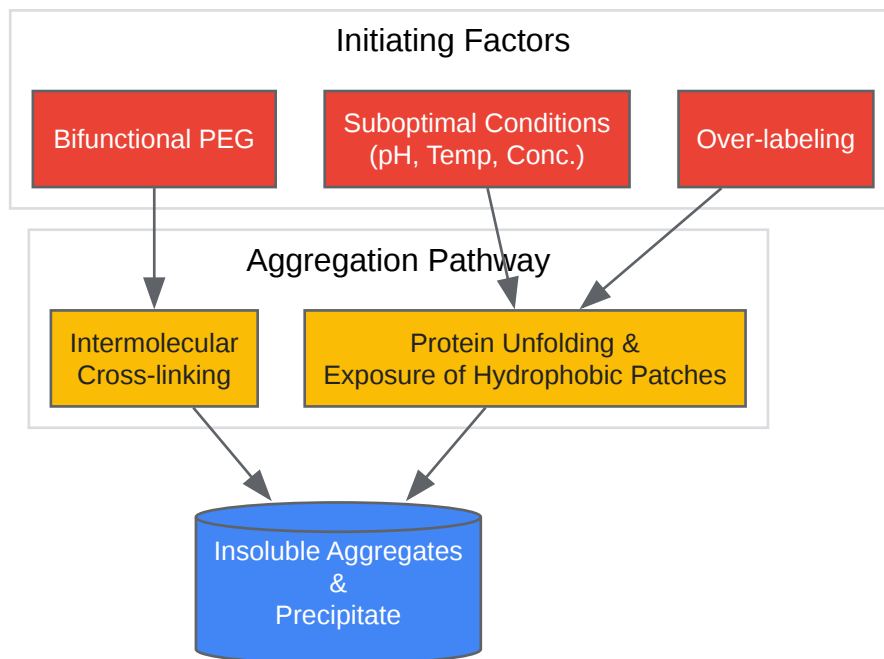 Initiating Factors
Bifunctional PEG
Suboptimal Conditions
(pH, Temp, Conc.)
Over-labeling
Aggregation Pathway
Intermolecular
Cross-linking
Protein Unfolding &
Exposure of Hydrophobic Patches
Insoluble Aggregates
&
Precipitate